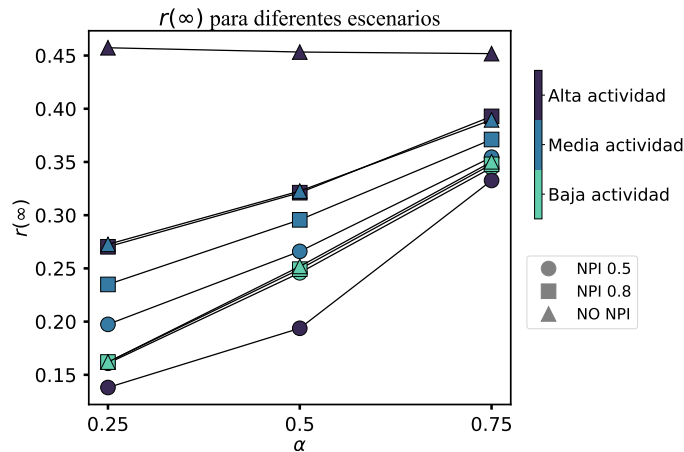 r(∞) para diferentes escenarios
0.45
0.40
0.35
0.30
0.25
0.20
0.15
r(∞)
0.25
0.5
0.75
α
Alta actividad
Media actividad
Baja actividad
NPI 0.5
NPI 0.8
NO NPI